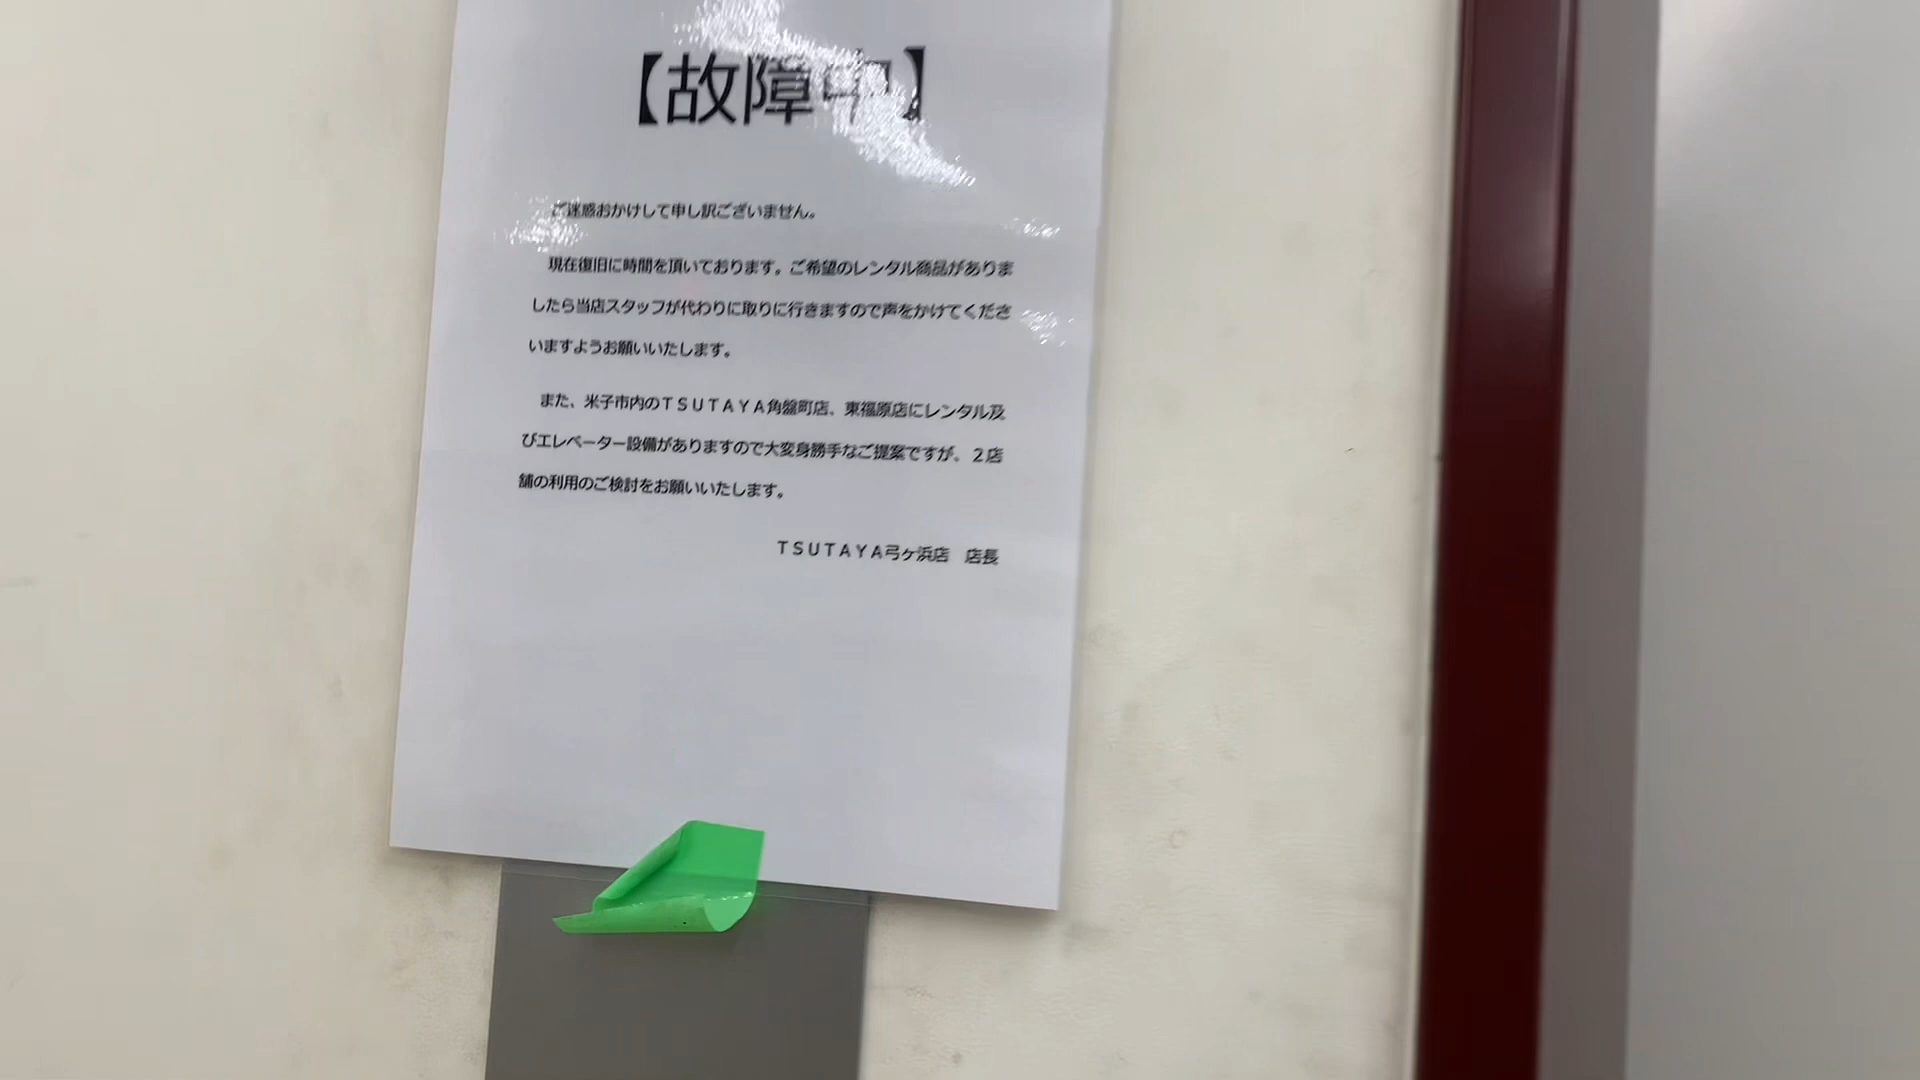 【故障中】
ご迷惑おかけして申し訳ございません。
現在復旧に時間を頂いております。ご希望のレンタル商品がありま
したら当店スタッフが代わりに取りに行きますので声をかけてくださ
いますようお願いいたします。
また、米子市内のTSUTAYA角盤町店、東福原店にレンタル及
びエレベーター設備がありますので大変身勝手なご提案ですが、２店
舗の利用のご検討をお願いいたします。
TSUTAYA弓ヶ浜店　店長